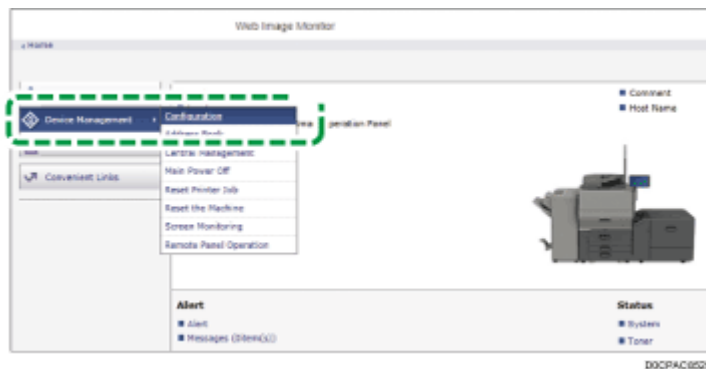 Web Image Monitor
Home
Comment
Host Name
Device Management
Configuration
peration Panel
Address Book
Central Management
Main Power Off
Convenient Links
Reset Printer Job
Reset the Machine
Screen Monitoring
Remote Panel Operation
Alert
Status
Alert
System
Messages (0item(s))
Toner